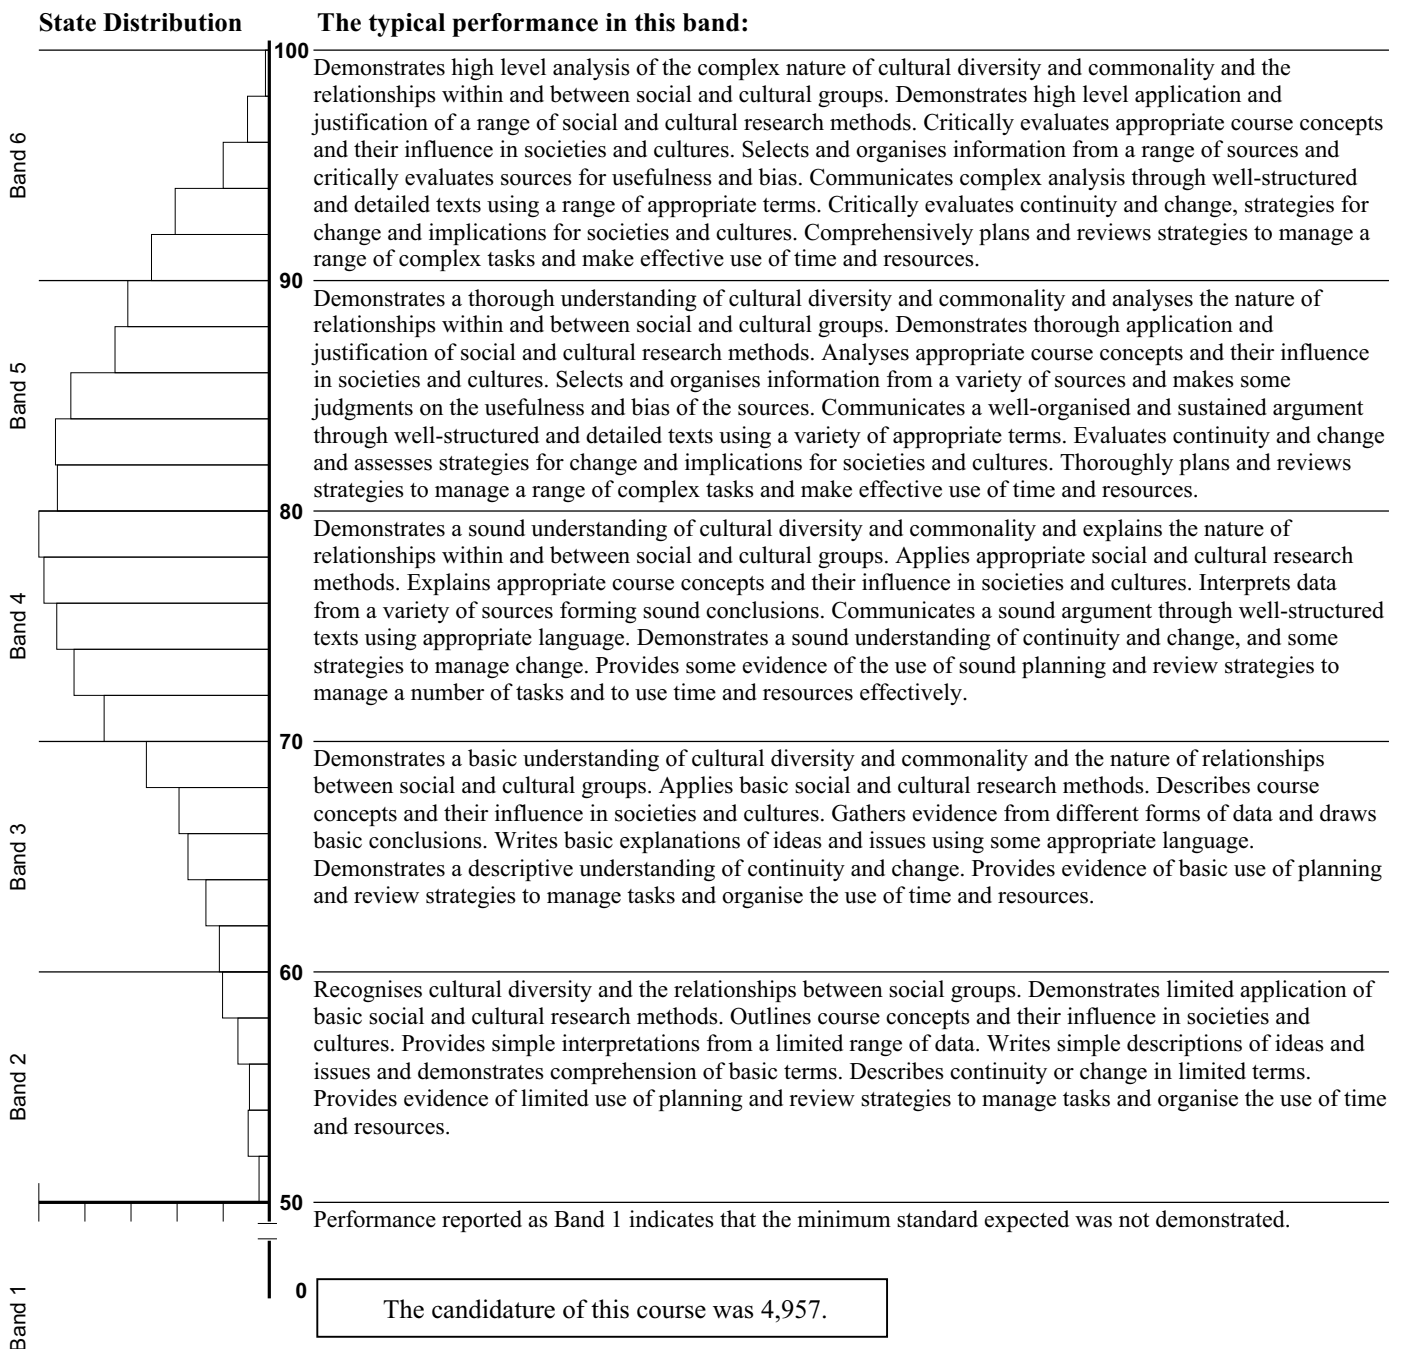 State Distribution
The typical performance in this band:
100
Band 6
Demonstrates high level analysis of the complex nature of cultural diversity and commonality and the
relationships within and between social and cultural groups. Demonstrates high level application and
justification of a range of social and cultural research methods. Critically evaluates appropriate course concepts
and their influence in societies and cultures. Selects and organises information from a range of sources and
critically evaluates sources for usefulness and bias. Communicates complex analysis through well-structured
and detailed texts using a range of appropriate terms. Critically evaluates continuity and change, strategies for
change and implications for societies and cultures. Comprehensively plans and reviews strategies to manage a
range of complex tasks and make effective use of time and resources.
90
Band 5
Demonstrates a thorough understanding of cultural diversity and commonality and analyses the nature of
relationships within and between social and cultural groups. Demonstrates thorough application and
justification of social and cultural research methods. Analyses appropriate course concepts and their influence
in societies and cultures. Selects and organises information from a variety of sources and makes some
judgments on the usefulness and bias of the sources. Communicates a well-organised and sustained argument
through well-structured and detailed texts using a variety of appropriate terms. Evaluates continuity and change
and assesses strategies for change and implications for societies and cultures. Thoroughly plans and reviews
strategies to manage a range of complex tasks and make effective use of time and resources.
80
Band 4
Demonstrates a sound understanding of cultural diversity and commonality and explains the nature of
relationships within and between social and cultural groups. Applies appropriate social and cultural research
methods. Explains appropriate course concepts and their influence in societies and cultures. Interprets data
from a variety of sources forming sound conclusions. Communicates a sound argument through well-structured
texts using appropriate language. Demonstrates a sound understanding of continuity and change, and some
strategies to manage change. Provides some evidence of the use of sound planning and review strategies to
manage a number of tasks and to use time and resources effectively.
70
Band 3
Demonstrates a basic understanding of cultural diversity and commonality and the nature of relationships
between social and cultural groups. Applies basic social and cultural research methods. Describes course
concepts and their influence in societies and cultures. Gathers evidence from different forms of data and draws
basic conclusions. Writes basic explanations of ideas and issues using some appropriate language.
Demonstrates a descriptive understanding of continuity and change. Provides evidence of basic use of planning
and review strategies to manage tasks and organise the use of time and resources.
60
Band 2
Recognises cultural diversity and the relationships between social groups. Demonstrates limited application of
basic social and cultural research methods. Outlines course concepts and their influence in societies and
cultures. Provides simple interpretations from a limited range of data. Writes simple descriptions of ideas and
issues and demonstrates comprehension of basic terms. Describes continuity or change in limited terms.
Provides evidence of limited use of planning and review strategies to manage tasks and organise the use of time
and resources.
50
Performance reported as Band 1 indicates that the minimum standard expected was not demonstrated.
0
Band 1
The candidature of this course was 4,957.